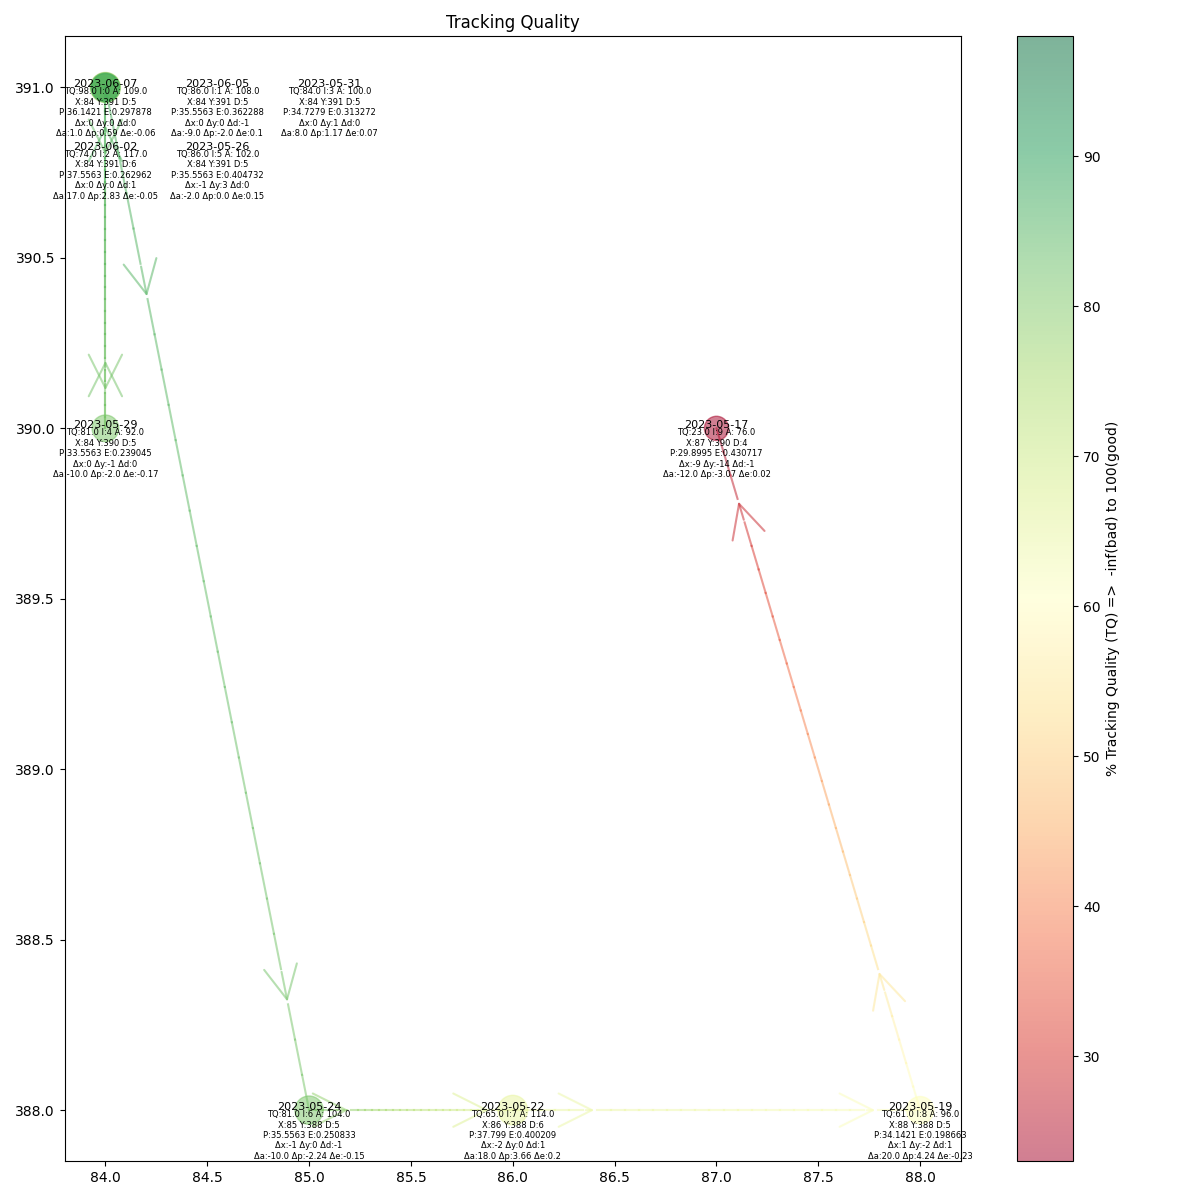 Tracking Quality
391.0
390.5
390.0
389.5
389.0
388.5
388.0
84.0 84.5 85.0 85.5 86.0 86.5 87.0 87.5 88.0
2023-06-07
TQ:98.0 I:0 A: 109.0
X:84 Y:391 D:5
P:36.1421 E:0.297878
Δx:0 Δy:0 Δd:0
Δa:1.0 Δp:0.59 Δe:-0.06
2023-06-05
TQ:86.0 I:1 A: 108.0
X:84 Y:391 D:5
P:35.5563 E:0.362288
Δx:0 Δy:0 Δd:-1
Δa:-9.0 Δp:-2.0 Δe:0.1
2023-05-31
TQ:84.0 I:3 A: 100.0
X:84 Y:391 D:5
P:34.7279 E:0.313272
Δx:0 Δy:1 Δd:0
Δa:8.0 Δp:1.17 Δe:0.07
2023-06-02
TQ:74.0 I:2 A: 117.0
X:84 Y:391 D:6
P:37.5563 E:0.262962
Δx:0 Δy:0 Δd:1
Δa:17.0 Δp:2.83 Δe:-0.05
2023-05-26
TQ:86.0 I:5 A: 102.0
X:84 Y:391 D:5
P:35.5563 E:0.404732
Δx:-1 Δy:3 Δd:0
Δa:-2.0 Δp:0.0 Δe:0.15
2023-05-29
TQ:81.0 I:4 A: 92.0
X:84 Y:390 D:5
P:33.5563 E:0.239045
Δx:0 Δy:-1 Δd:0
Δa:-10.0 Δp:-2.0 Δe:-0.17
2023-05-17
TQ:23.0 I:9 A: 76.0
X:87 Y:390 D:4
P:29.8995 E:0.430717
Δx:-9 Δy:-14 Δd:-1
Δa:-12.0 Δp:-3.07 Δe:0.02
2023-05-24
TQ:81.0 I:6 A: 104.0
X:85 Y:388 D:5
P:35.5563 E:0.250833
Δx:-1 Δy:0 Δd:-1
Δa:-10.0 Δp:-2.24 Δe:-0.15
2023-05-22
TQ:65.0 I:7 A: 114.0
X:86 Y:388 D:6
P:37.799 E:0.400209
Δx:-2 Δy:0 Δd:1
Δa:18.0 Δp:3.66 Δe:0.2
2023-05-19
TQ:61.0 I:8 A: 96.0
X:88 Y:388 D:5
P:34.1421 E:0.198663
Δx:1 Δy:-2 Δd:1
Δa:20.0 Δp:4.24 Δe:-0.23
90
80
70
60
50
40
30
% Tracking Quality (TQ) => -inf(bad) to 100(good)